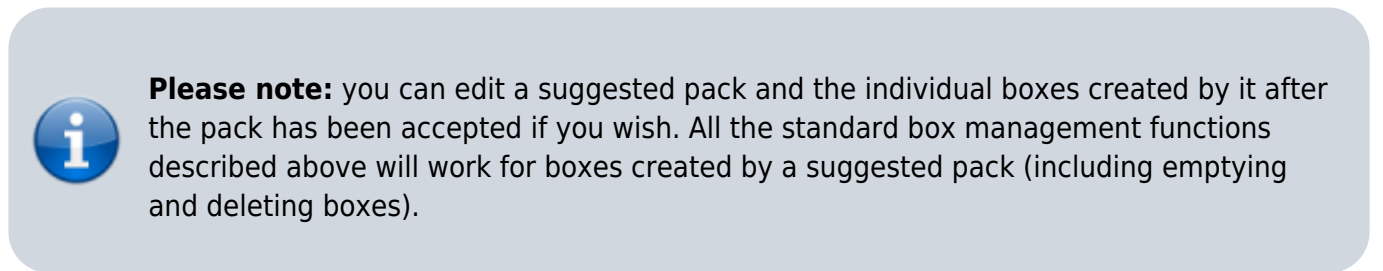 Please note: you can edit a suggested pack and the individual boxes created by it after
the pack has been accepted if you wish. All the standard box management functions
described above will work for boxes created by a suggested pack (including emptying
and deleting boxes).